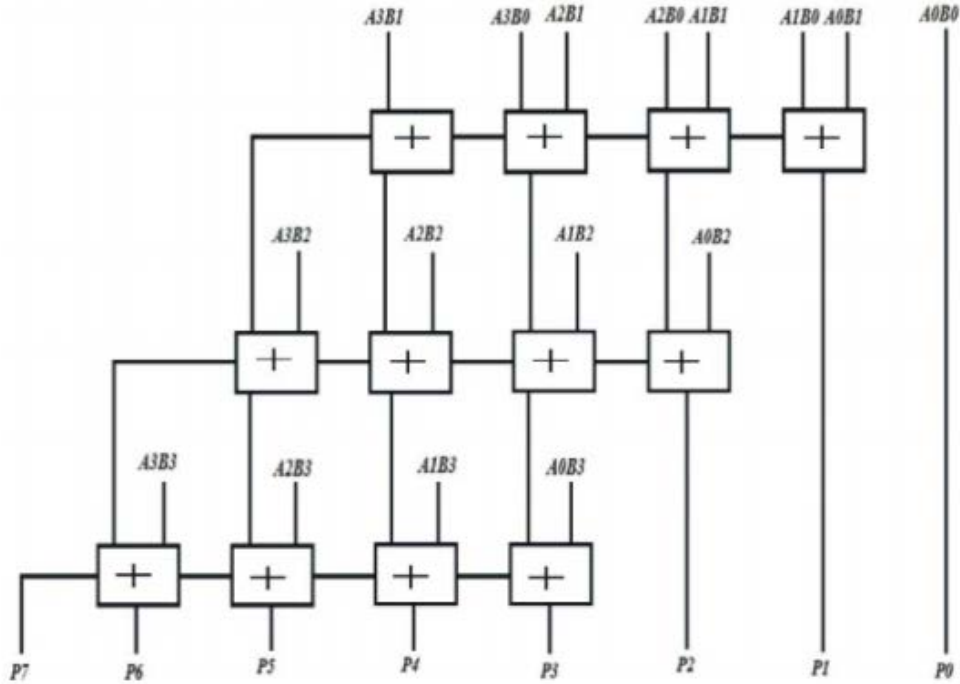 A3B1 A3B0 A2B1 A2B0 A1B1 A1B0 A0B1 A0B0
+ + + +
A3B2 A2B2 A1B2 A0B2
+ + + +
A3B3 A2B3 A1B3 A0B3
+ + + +
P7 P6 P5 P4 P3 P2 P1 P0